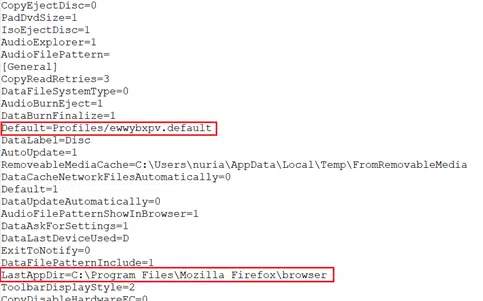 CopyEjectDisc=0
PadDvdSize=1
IsoEjectDisc=1
AudioExplorer=1
AudioFilePattern=
[General]
CopyReadRetries=3
DataFileSystemType=0
AudioBurnEject=1
DataBurnFinalize=1
Default=Profiles/ewwybxpv.default
DataLabel=Disc
AutoUpdate=1
RemoveableMediaCache=C:\Users\nuria\AppData\Local\Temp\FromRemovableMedia
DataCacheNetworkFilesAutomatically=0
Default=1
DataUpdateAutomatically=0
AudioFilePatternShowInBrowser=1
DataAskForSettings=1
DataLastDeviceUsed=D
ExitToNotify=0
DataFilePatternInclude=1
LastAppDir=C:\Program Files\Mozilla Firefox\browser
ToolbarDisplayStyle=2
CopyDisableHardwareEC=0